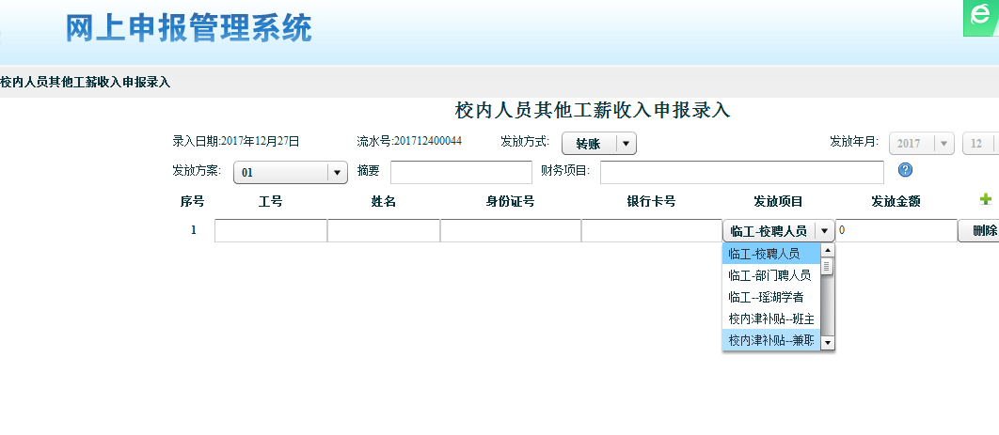 网上申报管理系统
校内人员其他工薪收入申报录入
校内人员其他工薪收入申报录入
录入日期:2017年12月27日 流水号:201712400044 发放方式: 转账 发放年月: 2017 12
发放方案: 01 摘要 财务项目: ?
序号 工号 姓名 身份证号 银行卡号 发放项目 发放金额
1 临工-校聘人员 0 删除
临工-校聘人员
临工-部门聘人员
临工--瑶湖学者
校内津补贴--班主
校内津补贴--兼职